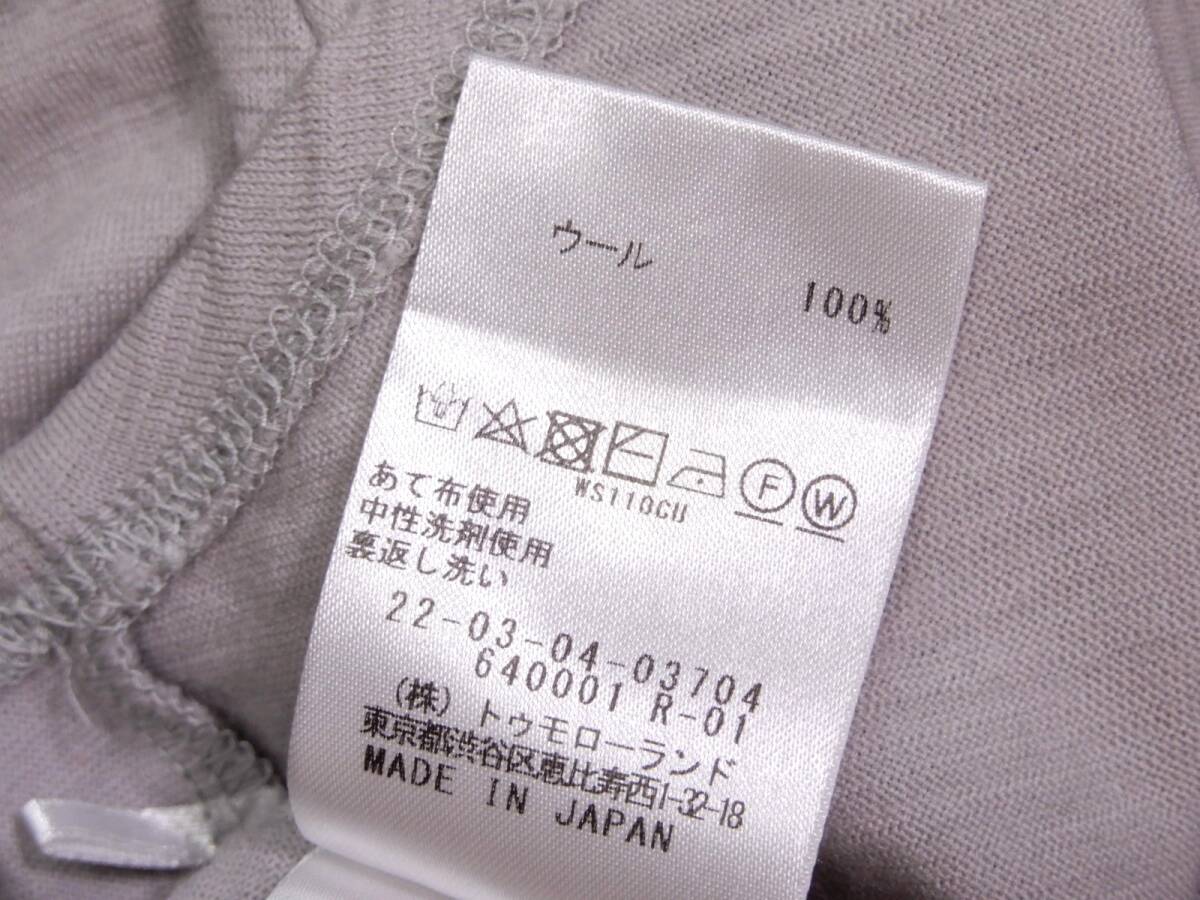 ウール
100%
F W
WS110CU
あて布使用
中性洗剤使用
裏返し洗い
22-03-04-03704
640001 R-01
(株)トゥモローランド
東京都渋谷区恵比寿西1-32-18
MADE IN JAPAN